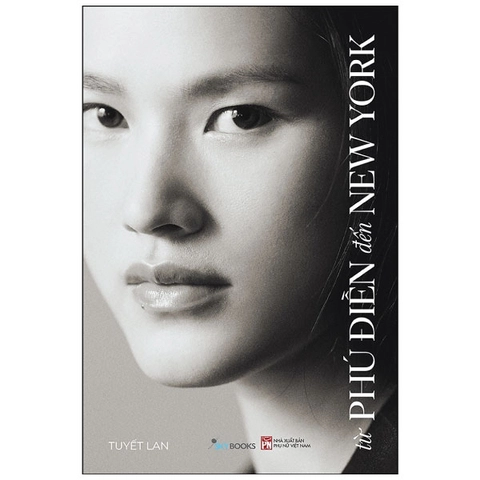 từ PHÚ ĐIỀN đến NEW YORK
TUYẾT LAN
BOOKS
NHÀ XUẤT BẢN
PHỤ NỮ VIỆT NAM